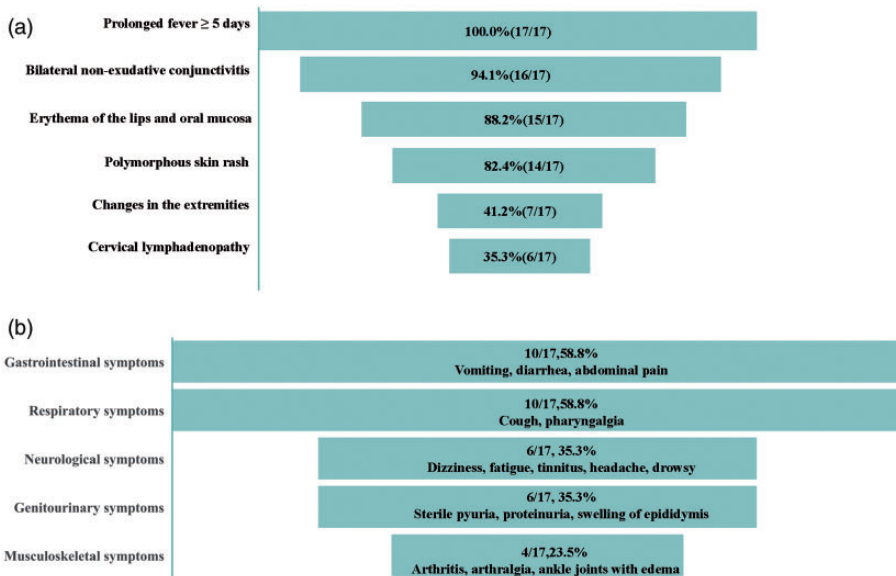 (a)
Prolonged fever ≥ 5 days
100.0%(17/17)
Bilateral non-exudative conjunctivitis
94.1%(16/17)
Erythema of the lips and oral mucosa
88.2%(15/17)
Polymorphous skin rash
82.4%(14/17)
Changes in the extremities
41.2%(7/17)
Cervical lymphadenopathy
35.3%(6/17)
(b)
Gastrointestinal symptoms
10/17,58.8%
Vomiting, diarrhea, abdominal pain
Respiratory symptoms
10/17,58.8%
Cough, pharyngalgia
Neurological symptoms
6/17, 35.3%
Dizziness, fatigue, tinnitus, headache, drowsy
Genitourinary symptoms
6/17, 35.3%
Sterile pyuria, proteinuria, swelling of epididymis
Musculoskeletal symptoms
4/17,23.5%
Arthritis, arthralgia, ankle joints with edema